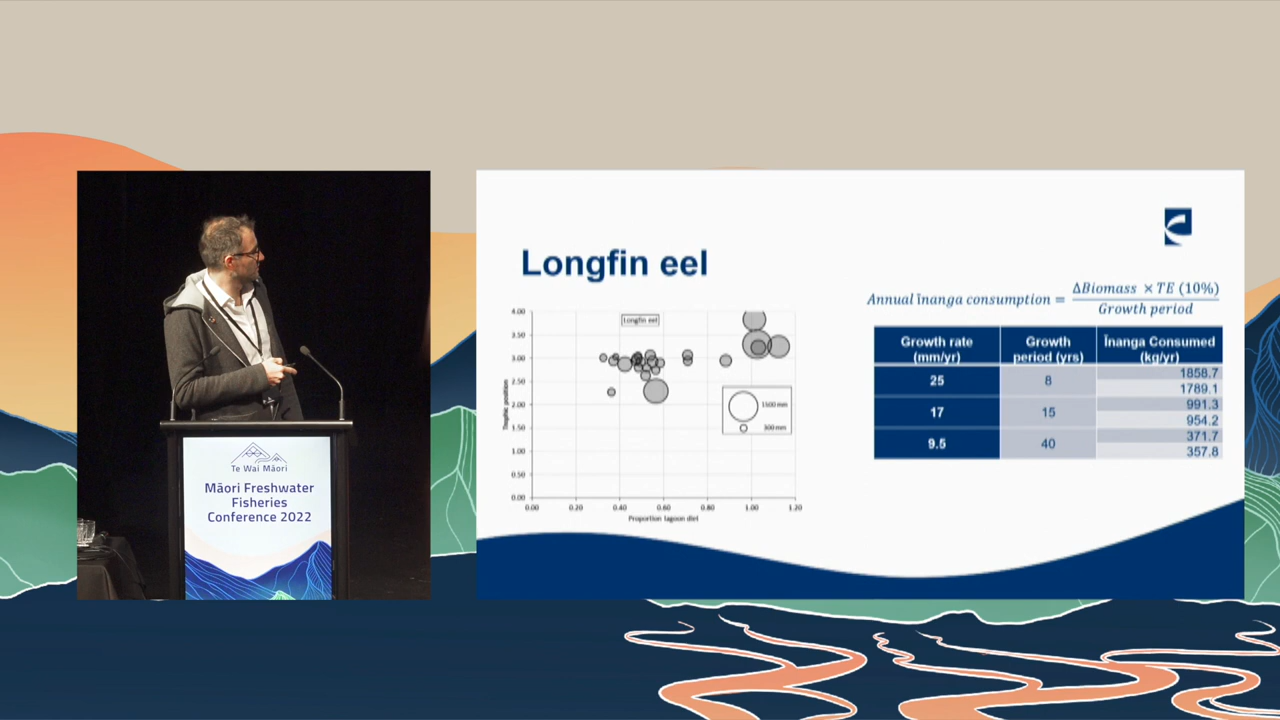 Te Wai Māori
Māori Freshwater
Fisheries
Conference 2022
Longfin eel
Longfin eel
4.00
3.50
3.00
2.50
2.00
1.50
1.00
0.50
0.00
0.00 0.20 0.40 0.60 0.80 1.00 1.20
Trophic position
Proportion lagoon diet
1500 mm
300 mm
Annual īnanga consumption = ΔBiomass × TE (10%)
Growth period
Growth rate (mm/yr) Growth period (yrs) Īnanga Consumed (kg/yr)
25 8 1858.7
1789.1
17 15 991.3
954.2
9.5 40 371.7
357.8